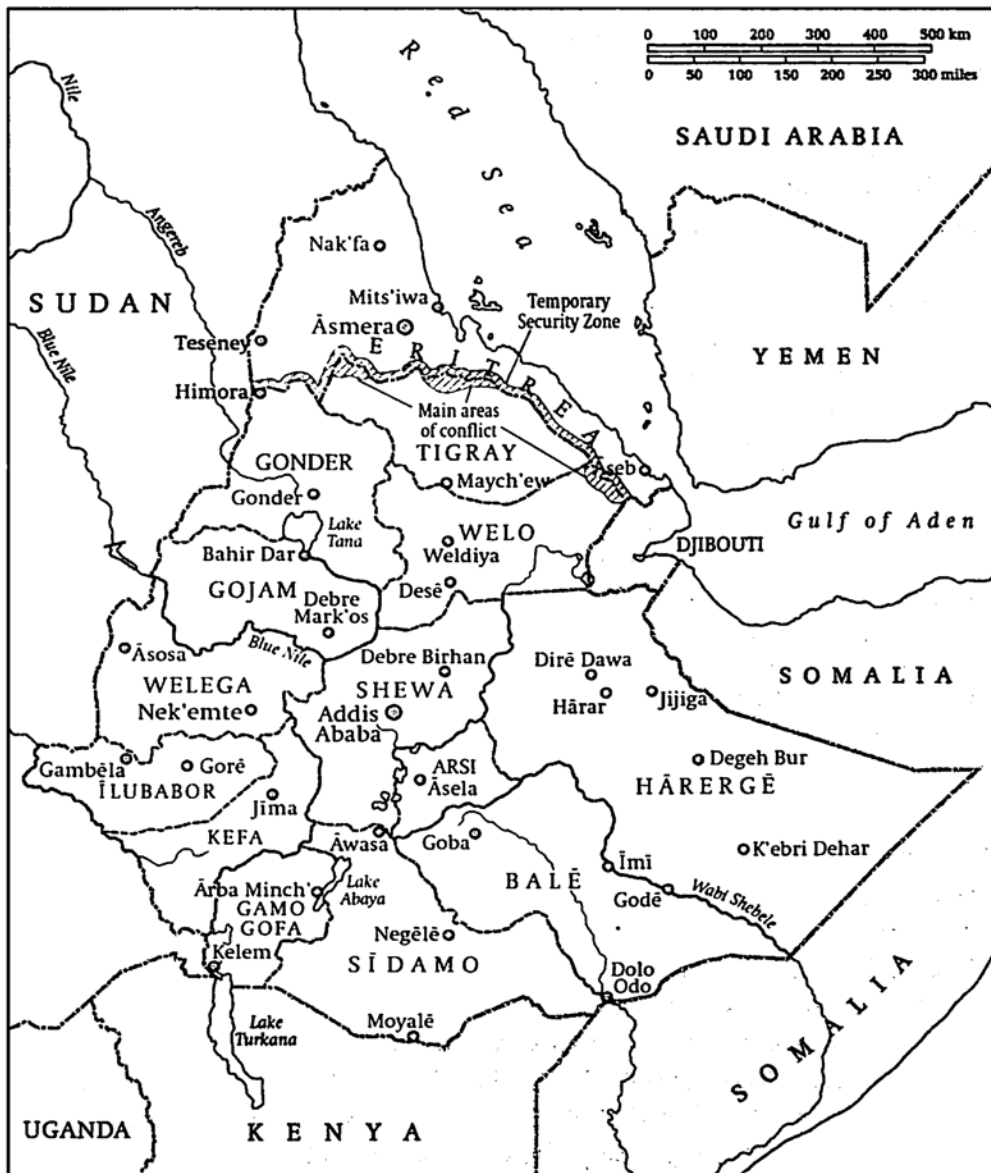 0 100 200 300 400 500 km
0 50 100 150 200 250 300 miles
Red Sea
SAUDI ARABIA
Nile
Angereb
Nak'fa
SUDAN
Mits'iwa
Temporary
Security Zone
Āsmera
ERITREA
Teseney
YEMEN
Blue Nile
Himora
Main areas
of conflict
TIGRAY
GONDER
Āseb
Maych'ew
Gonder
Lake
Tana
Gulf of Aden
WELO
Weldiya
DJIBOUTI
Bahir Dar
Desē
GOJAM
Debre
Mark'os
Blue Nile
Āsosa
Debre Birhan
Dirē Dawa
SOMALIA
WELEGA
SHEWA
Hārar
Jijiga
Nek'emte
Addis
Ababa
Degeh Bur
Gambēla
Gorē
ARSI
Āsela
HĀRERGĒ
ĪLUBABOR
Jīma
KEFA
Āwasa
Goba
K'ebri Dehar
Īmī
BALĒ
Ārba Minch'
Lake
Abaya
Godē
Wabi Shebele
GAMO
GOFA
Negēlē
Kelem
SĪDAMO
Dolo
Odo
SOMALIA
Lake
Turkana
Moyalē
UGANDA
KENYA